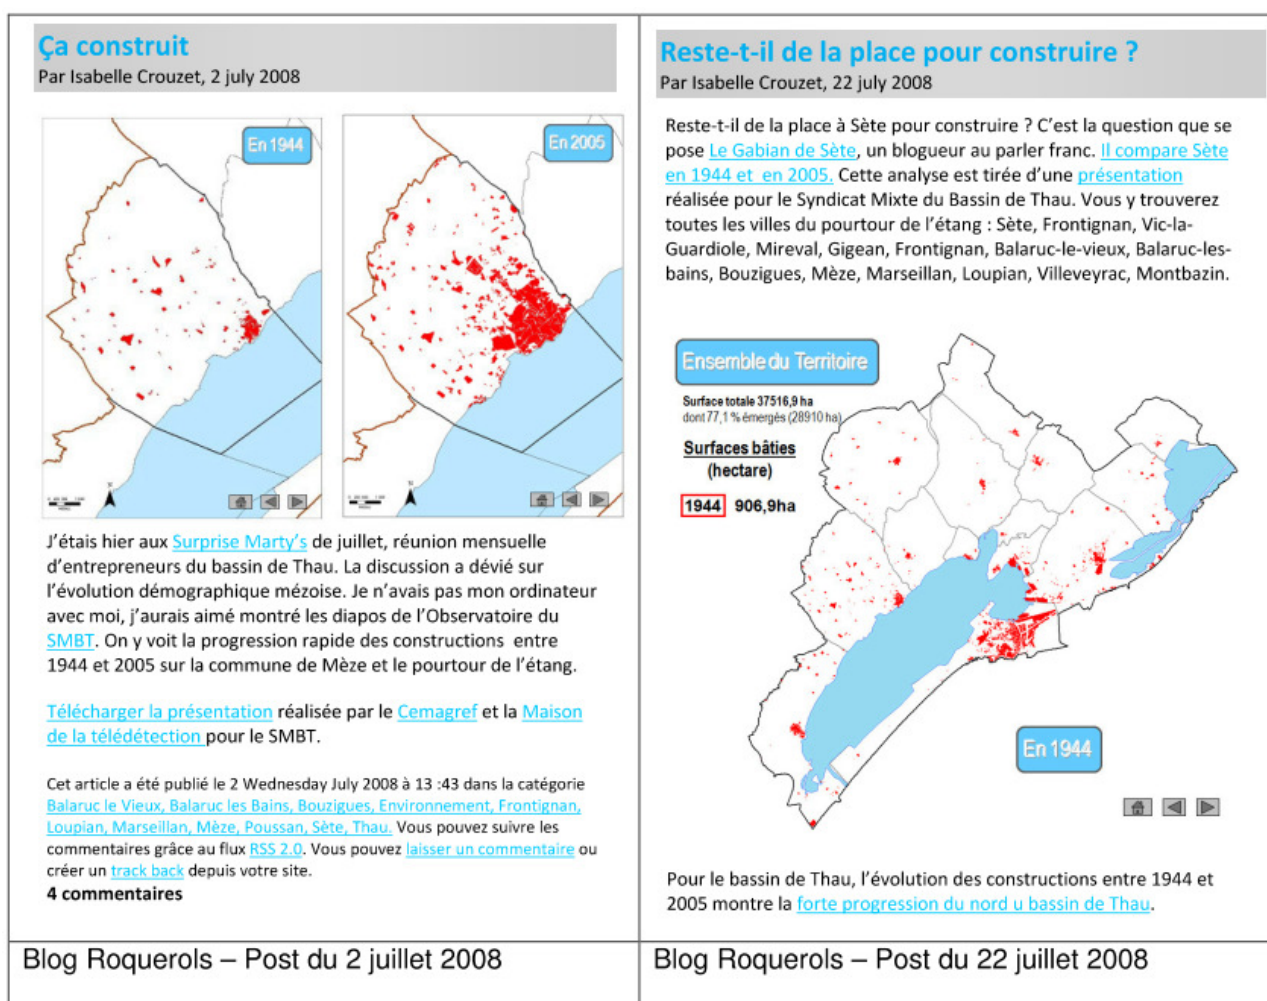 Ça construit
Par Isabelle Crouzet, 2 july 2008
En 1944
En 2005
J'étais hier aux Surprise Marty's de juillet, réunion mensuelle
d'entrepreneurs du bassin de Thau. La discussion a dévié sur
l'évolution démographique mézoise. Je n'avais pas mon ordinateur
avec moi, j'aurais aimé montré les diapos de l'Observatoire du
SMBT. On y voit la progression rapide des constructions entre
1944 et 2005 sur la commune de Mèze et le pourtour de l'étang.
Télécharger la présentation réalisée par le Cemagref et la Maison
de la télédétection pour le SMBT.
Cet article a été publié le 2 Wednesday July 2008 à 13 :43 dans la catégorie
Balaruc le Vieux, Balaruc les Bains, Bouzigues, Environnement, Frontignan,
Loupian, Marseillan, Mèze, Poussan, Sète, Thau. Vous pouvez suivre les
commentaires grâce au flux RSS 2.0. Vous pouvez laisser un commentaire ou
créer un track back depuis votre site.
4 commentaires
Blog Roquerols – Post du 2 juillet 2008
Reste-t-il de la place pour construire ?
Par Isabelle Crouzet, 22 july 2008
Reste-t-il de la place à Sète pour construire ? C'est la question que se
pose Le Gabian de Sète, un blogueur au parler franc. Il compare Sète
en 1944 et en 2005. Cette analyse est tirée d'une présentation
réalisée pour le Syndicat Mixte du Bassin de Thau. Vous y trouverez
toutes les villes du pourtour de l'étang : Sète, Frontignan, Vic-la-
Guardiole, Mireval, Gigean, Frontignan, Balaruc-le-vieux, Balaruc-les-
bains, Bouzigues, Mèze, Marseillan, Loupian, Villeveyrac, Montbazin.
Ensemble du Territoire
Surface totale 37516,9 ha
dont 77,1 % émergés (28910 ha)
Surfaces bâties
(hectare)
1944 906,9ha
En 1944
Pour le bassin de Thau, l'évolution des constructions entre 1944 et
2005 montre la forte progression du nord u bassin de Thau.
Blog Roquerols – Post du 22 juillet 2008